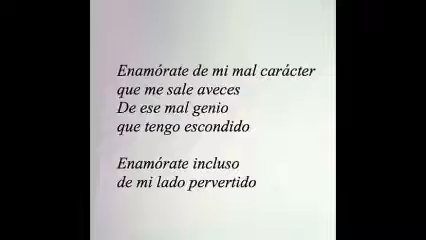 Enamórate de mi mal carácter
que me sale aveces
De ese mal genio
que tengo escondido
Enamórate incluso
de mi lado pervertido